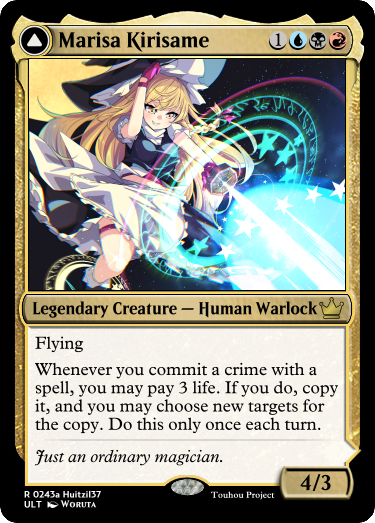 Marisa Kirisame 1
Legendary Creature — Human Warlock
Flying
Whenever you commit a crime with a
spell, you may pay 3 life. If you do, copy
it, and you may choose new targets for
the copy. Do this only once each turn.
Just an ordinary magician.
4/3
R 0243a Huitzil37
ULT Woruta
Touhou Project